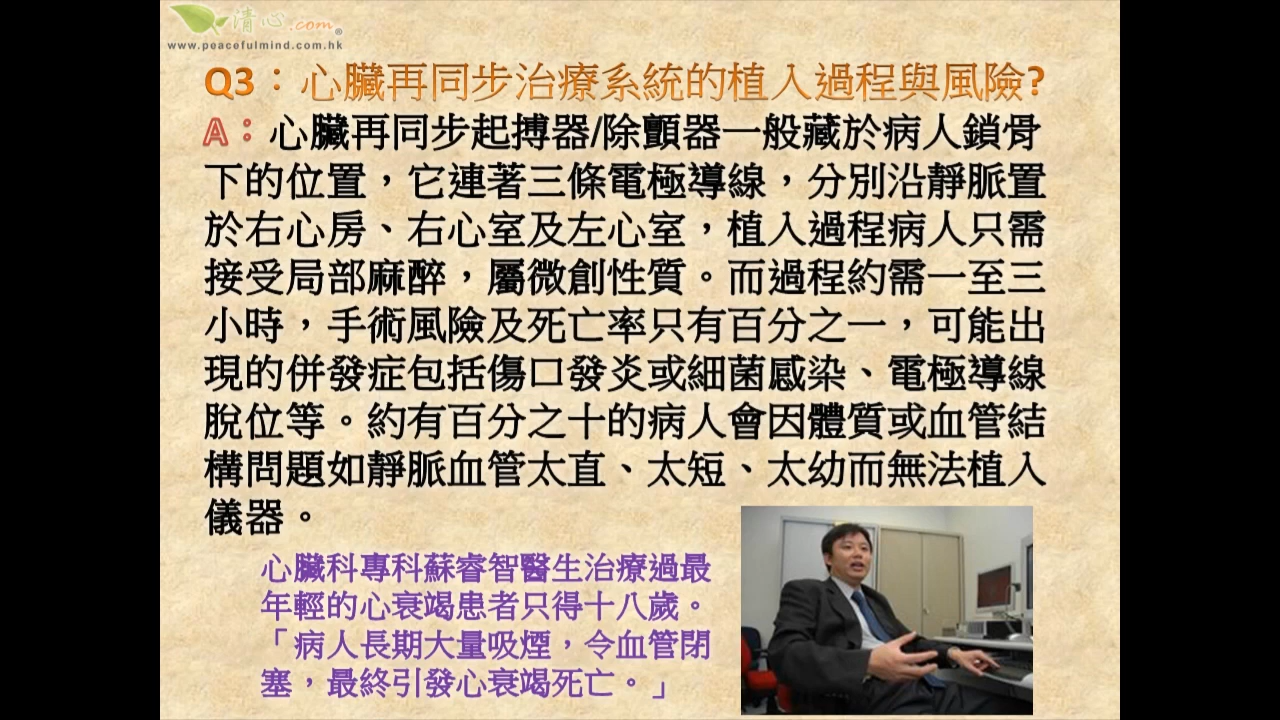 清心.com®
www.peacefulmind.com.hk
Q3：心臟再同步治療系統的植入過程與風險?
A：心臟再同步起搏器/除顫器一般藏於病人鎖骨
下的位置，它連著三條電極導線，分別沿靜脈置
於右心房、右心室及左心室，植入過程病人只需
接受局部麻醉，屬微創性質。而過程約需一至三
小時，手術風險及死亡率只有百分之一，可能出
現的併發症包括傷口發炎或細菌感染、電極導線
脫位等。約有百分之十的病人會因體質或血管結
構問題如靜脈血管太直、太短、太幼而無法植入
儀器。
心臟科專科蘇睿智醫生治療過最
年輕的心衰竭患者只得十八歲。
「病人長期大量吸煙，令血管閉
塞，最終引發心衰竭死亡。」